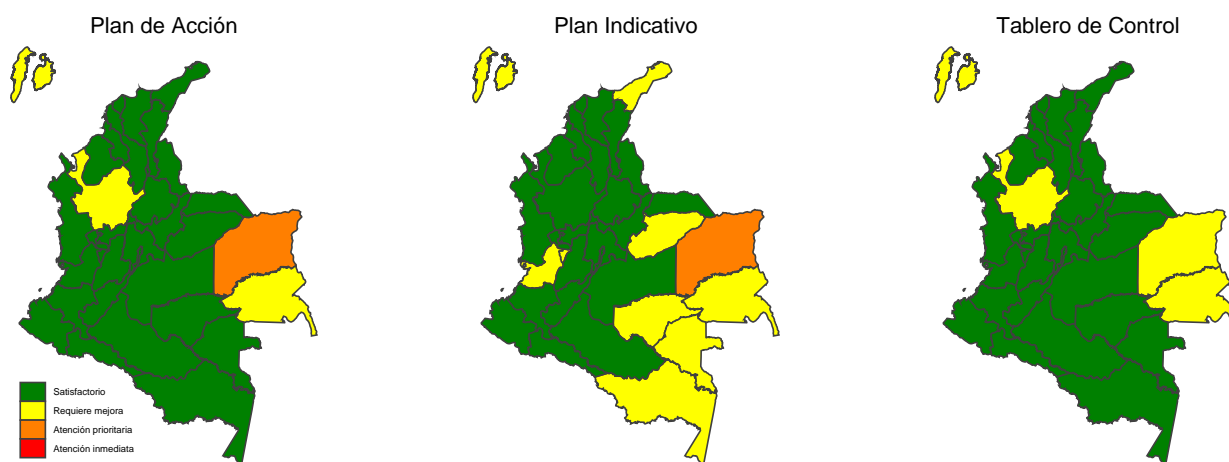 Plan de Acción
Plan Indicativo
Tablero de Control
Satisfactorio
Requiere mejora
Atención prioritaria
Atención inmediata